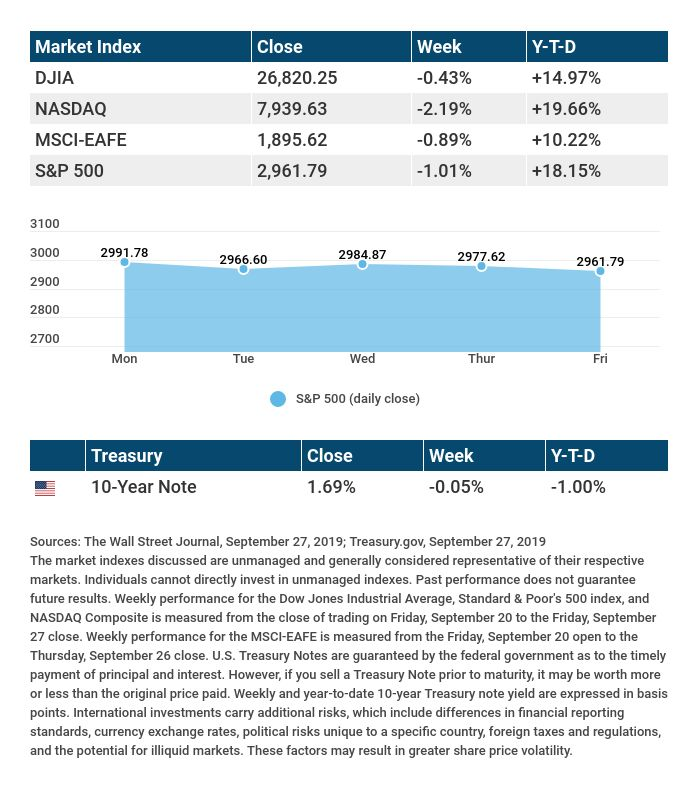 Market Index Close Week Y-T-D
DJIA 26,820.25 -0.43% +14.97%
NASDAQ 7,939.63 -2.19% +19.66%
MSCI-EAFE 1,895.62 -0.89% +10.22%
S&P 500 2,961.79 -1.01% +18.15%
3100
3000
2900
2800
2700
2991.78 2966.60 2984.87 2977.62 2961.79
Mon Tue Wed Thur Fri
S&P 500 (daily close)
Treasury Close Week Y-T-D
10-Year Note 1.69% -0.05% -1.00%
Sources: The Wall Street Journal, September 27, 2019; Treasury.gov, September 27, 2019
The market indexes discussed are unmanaged and generally considered representative of their respective
markets. Individuals cannot directly invest in unmanaged indexes. Past performance does not guarantee
future results. Weekly performance for the Dow Jones Industrial Average, Standard & Poor's 500 index, and
NASDAQ Composite is measured from the close of trading on Friday, September 20 to the Friday, September
27 close. Weekly performance for the MSCI-EAFE is measured from the Friday, September 20 open to the
Thursday, September 26 close. U.S. Treasury Notes are guaranteed by the federal government as to the timely
payment of principal and interest. However, if you sell a Treasury Note prior to maturity, it may be worth more
or less than the original price paid. Weekly and year-to-date 10-year Treasury note yield are expressed in basis
points. International investments carry additional risks, which include differences in financial reporting
standards, currency exchange rates, political risks unique to a specific country, foreign taxes and regulations,
and the potential for illiquid markets. These factors may result in greater share price volatility.